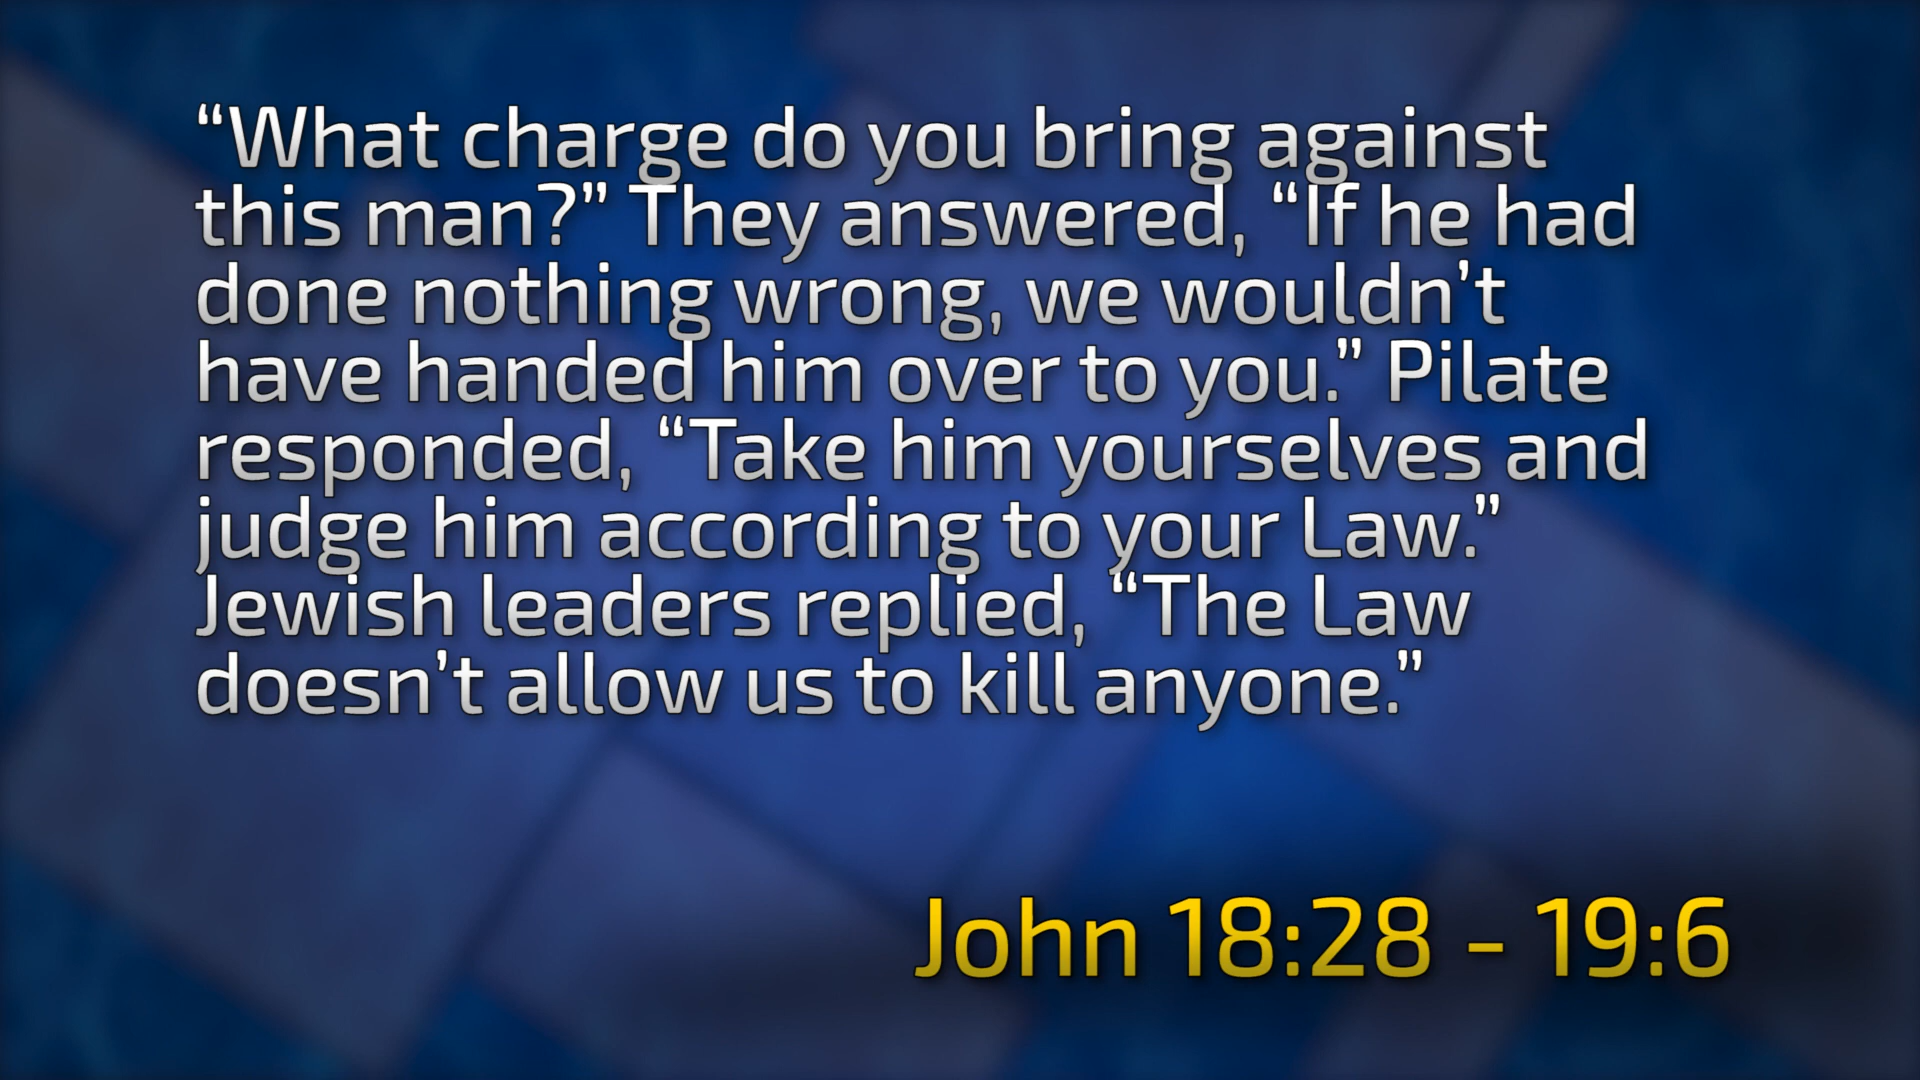 “What charge do you bring against
this man?” They answered, “If he had
done nothing wrong, we wouldn’t
have handed him over to you.” Pilate
responded, “Take him yourselves and
judge him according to your Law.”
Jewish leaders replied, “The Law
doesn’t allow us to kill anyone.”
John 18:28 - 19:6